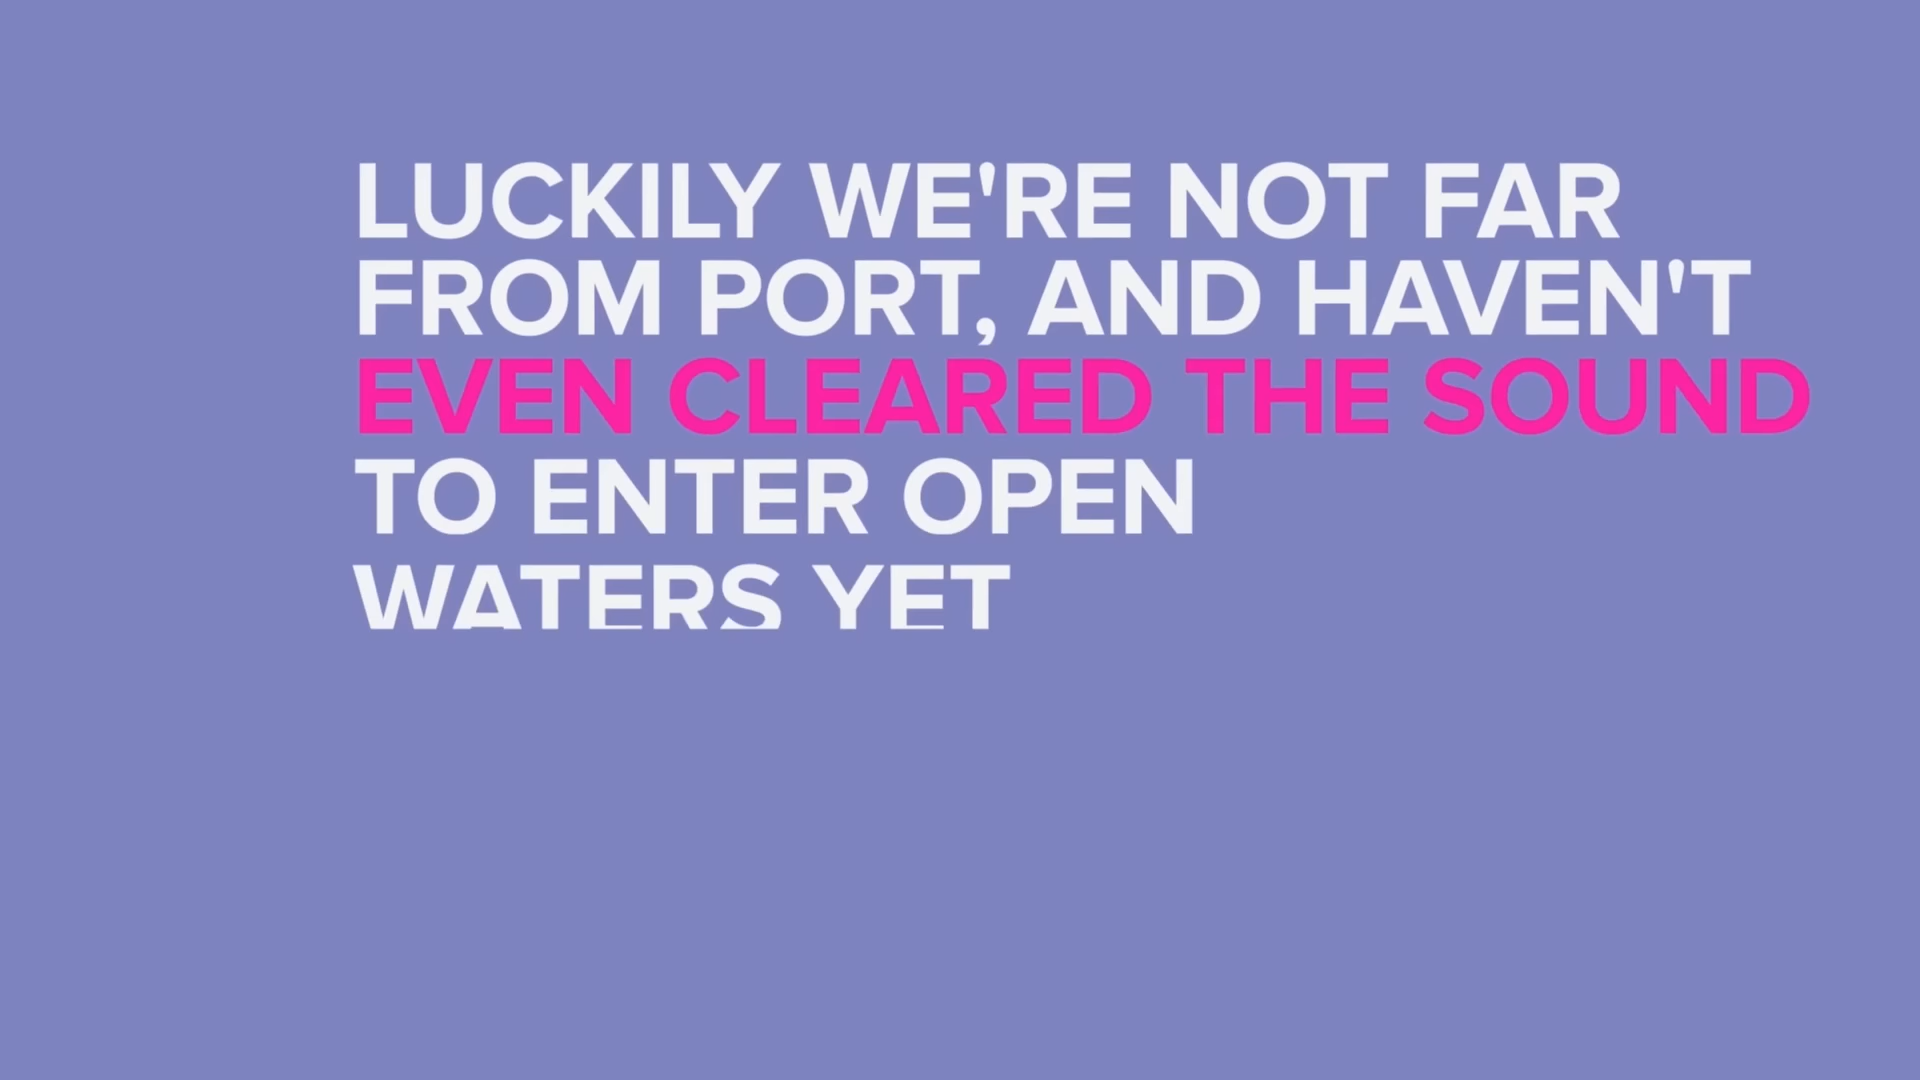 LUCKILY WE'RE NOT FAR
FROM PORT, AND HAVEN'T
EVEN CLEARED THE SOUND
TO ENTER OPEN
WATERS YET